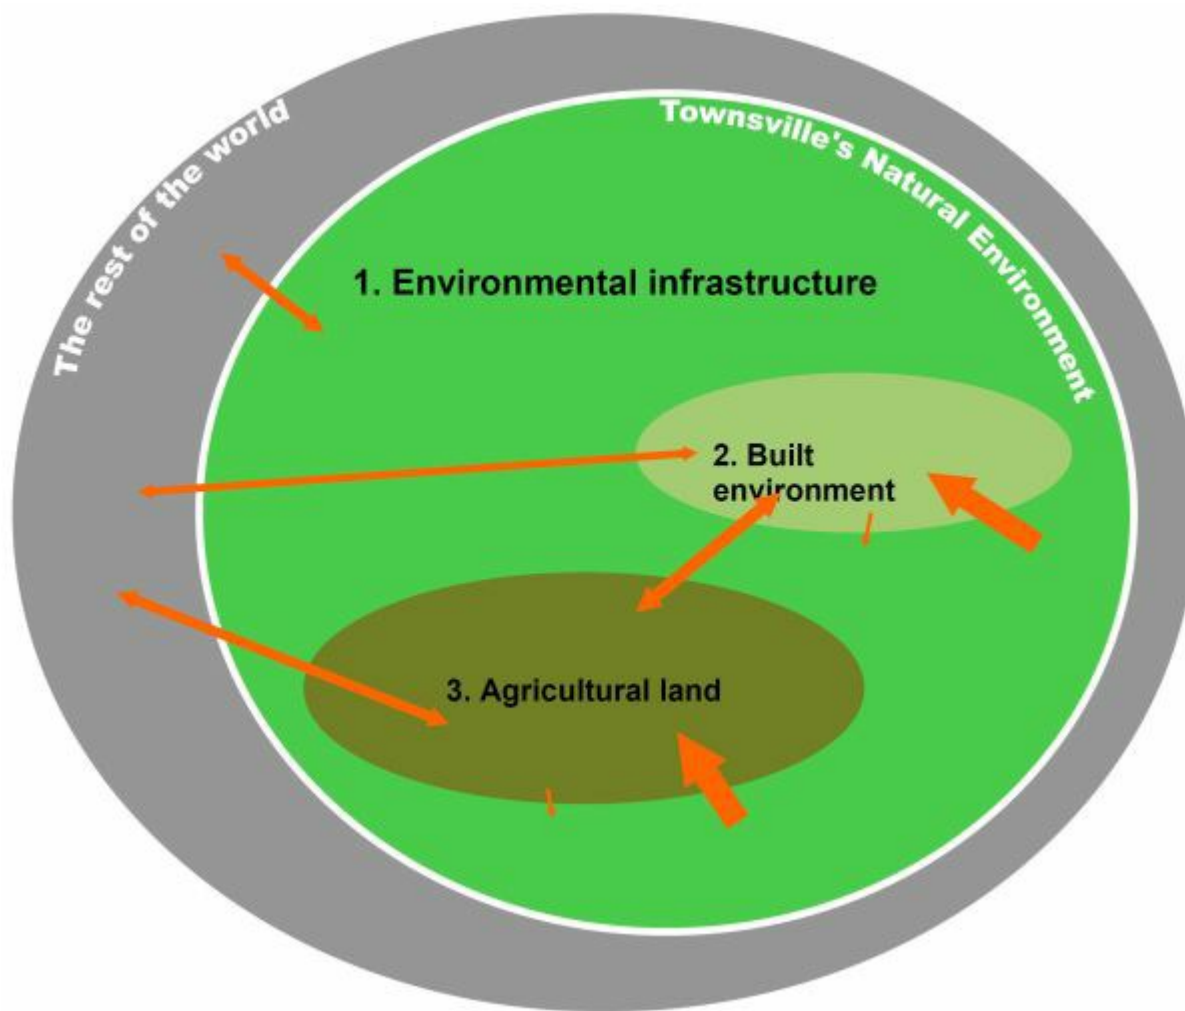 The rest of the world
Townsville's Natural Environment
1. Environmental infrastructure
2. Built
environment
3. Agricultural land